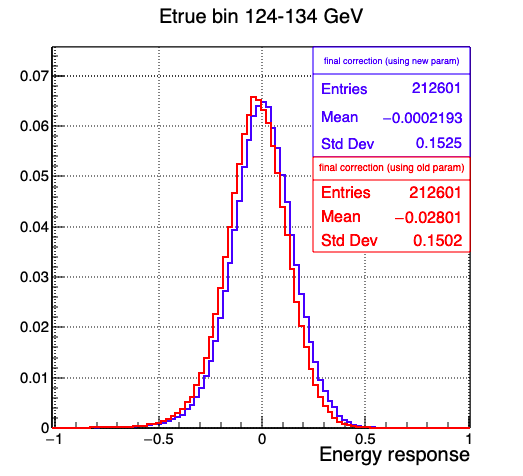 Etrue bin 124-134 GeV
final correction (using new param)
Entries 212601
Mean −0.0002193
Std Dev 0.1525
final correction (using old param)
Entries 212601
Mean −0.02801
Std Dev 0.1502
0.07
0.06
0.05
0.04
0.03
0.02
0.01
0
−1 −0.5 0 0.5 1
Energy response